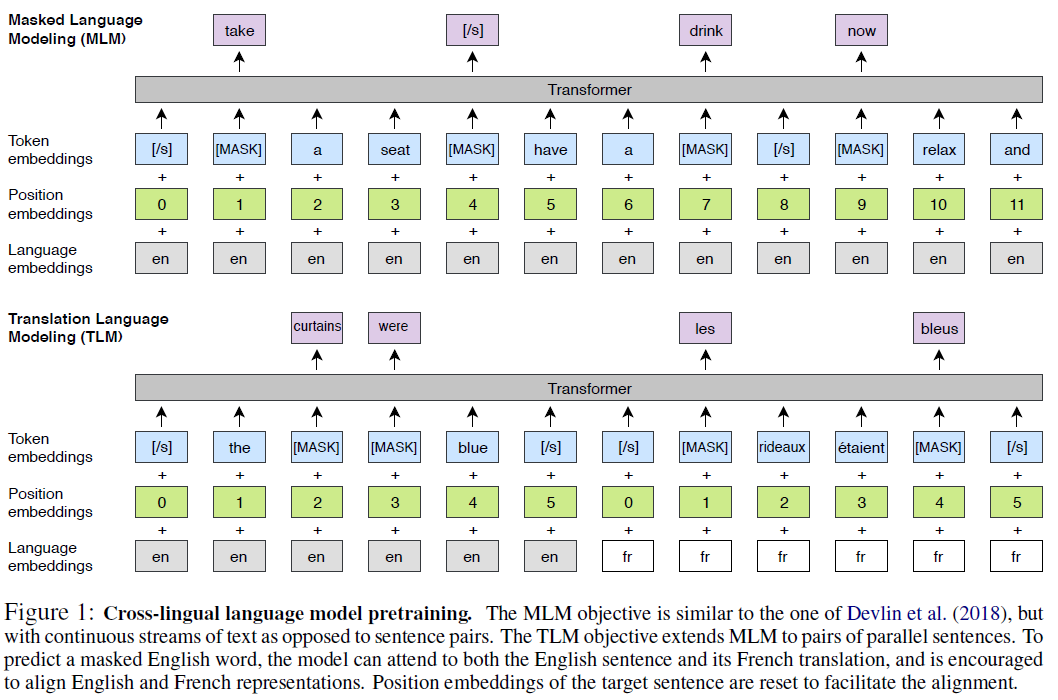 Masked Language
Modeling (MLM)
take [/s] drink now
Transformer
Token
embeddings
[/s] [MASK] a seat [MASK] have a [MASK] [/s] [MASK] relax and
+ + + + + + + + + + + +
Position
embeddings
0 1 2 3 4 5 6 7 8 9 10 11
+ + + + + + + + + + + +
Language
embeddings
en en en en en en en en en en en en
Translation Language
Modeling (TLM)
curtains were les bleus
Transformer
Token
embeddings
[/s] the [MASK] [MASK] blue [/s] [/s] [MASK] rideaux étaient [MASK] [/s]
+ + + + + + + + + + + +
Position
embeddings
0 1 2 3 4 5 0 1 2 3 4 5
+ + + + + + + + + + + +
Language
embeddings
en en en en en en fr fr fr fr fr fr
Figure 1: Cross-lingual language model pretraining. The MLM objective is similar to the one of Devlin et al. (2018), but
with continuous streams of text as opposed to sentence pairs. The TLM objective extends MLM to pairs of parallel sentences. To
predict a masked English word, the model can attend to both the English sentence and its French translation, and is encouraged
to align English and French representations. Position embeddings of the target sentence are reset to facilitate the alignment.